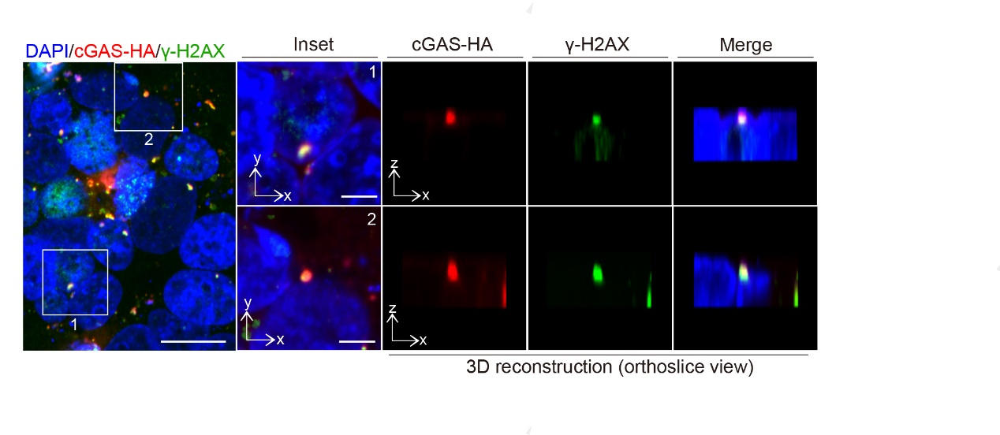 DAPI/cGAS-HA/γ-H2AX
Inset
cGAS-HA
γ-H2AX
Merge
2
1
1
y
x
z
x
2
y
x
z
x
3D reconstruction (orthoslice view)